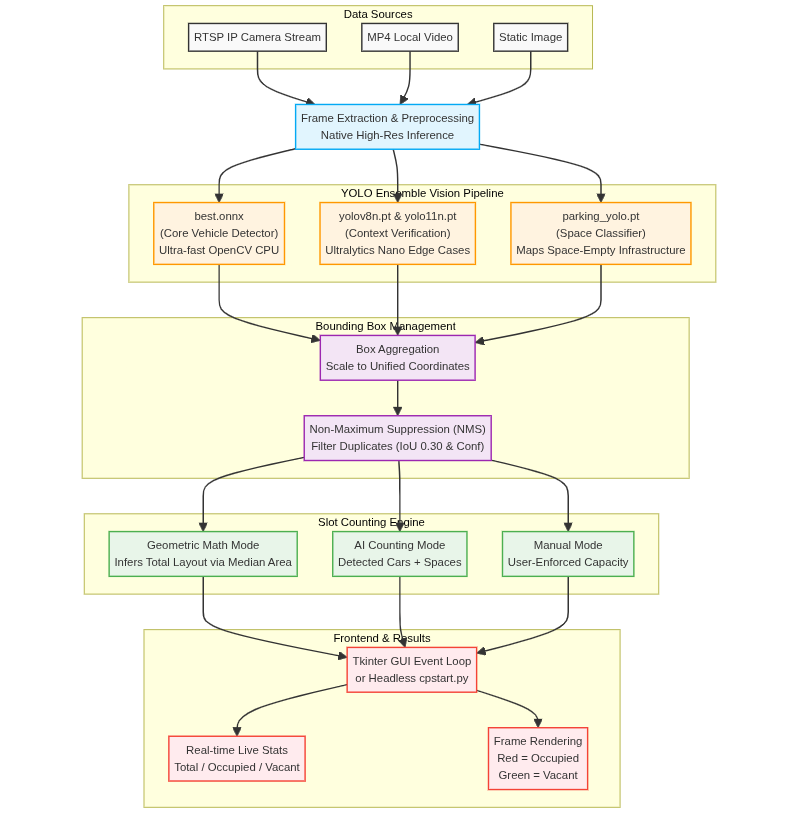 Data Sources
RTSP IP Camera Stream
MP4 Local Video
Static Image
Frame Extraction & Preprocessing
Native High-Res Inference
YOLO Ensemble Vision Pipeline
best.onnx
(Core Vehicle Detector)
Ultra-fast OpenCV CPU
yolov8n.pt & yolo11n.pt
(Context Verification)
Ultralytics Nano Edge Cases
parking_yolo.pt
(Space Classifier)
Maps Space-Empty Infrastructure
Bounding Box Management
Box Aggregation
Scale to Unified Coordinates
Non-Maximum Suppression (NMS)
Filter Duplicates (IoU 0.30 & Conf)
Slot Counting Engine
Geometric Math Mode
Infers Total Layout via Median Area
AI Counting Mode
Detected Cars + Spaces
Manual Mode
User-Enforced Capacity
Frontend & Results
Tkinter GUI Event Loop
or Headless cpstart.py
Real-time Live Stats
Total / Occupied / Vacant
Frame Rendering
Red = Occupied
Green = Vacant